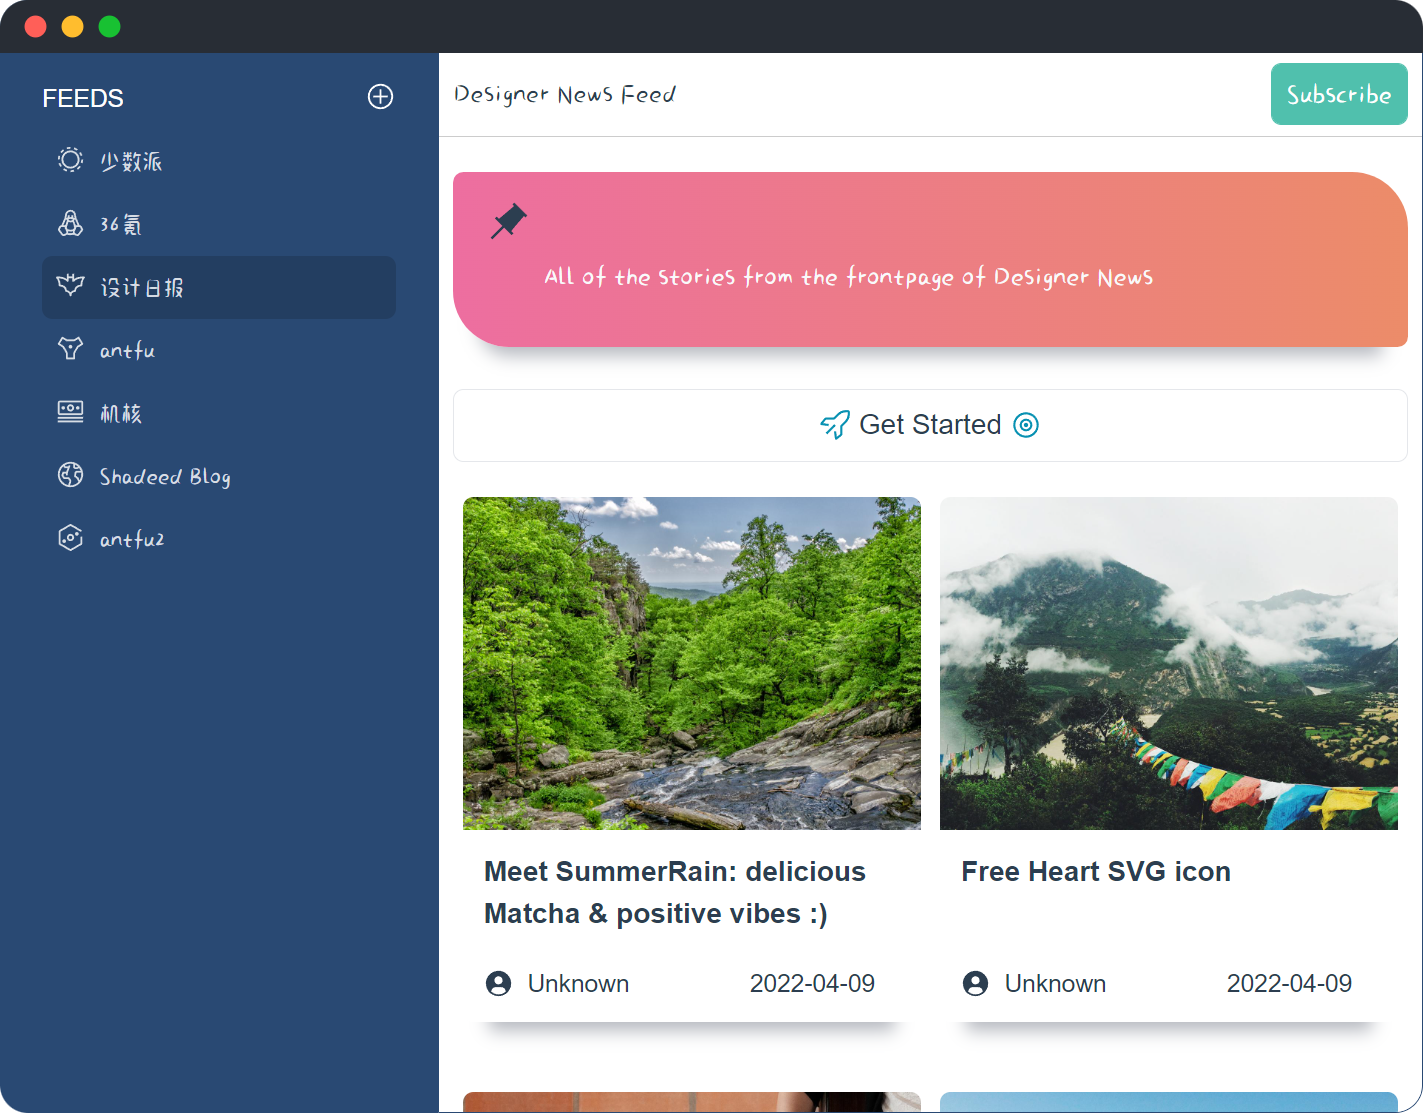 FEEDS
少数派
36氪
设计日报
antfu
机核
Shadeed Blog
antfu2
Designer News Feed
Subscribe
All of the stories from the frontpage of Designer News
Get Started
Meet SummerRain: delicious
Matcha & positive vibes :)
Unknown 2022-04-09
Free Heart SVG icon
Unknown 2022-04-09